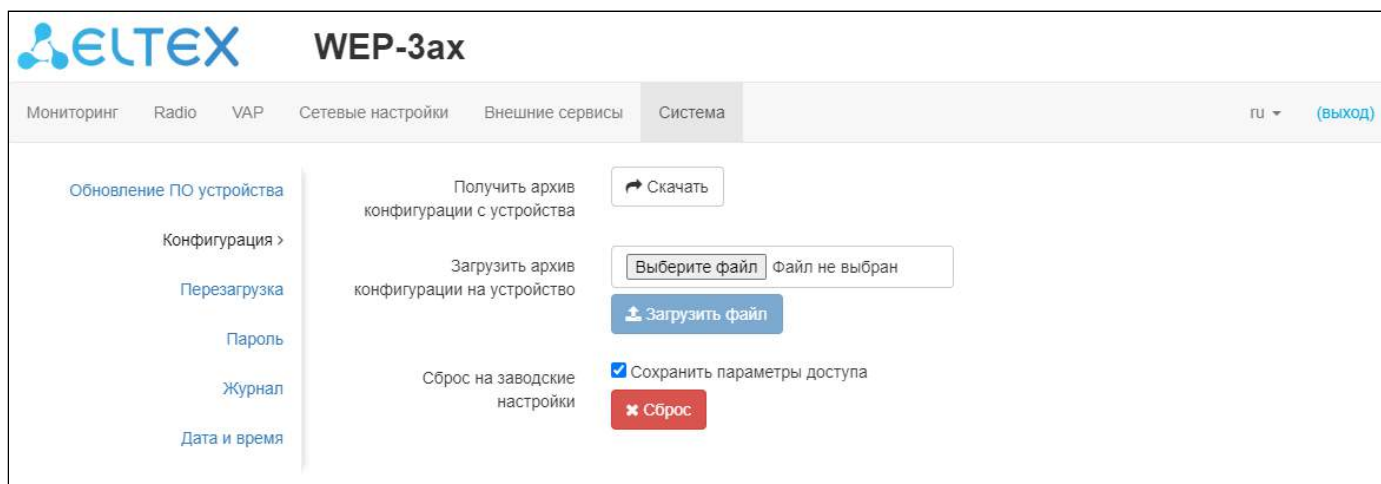 ELTEX WEP-3ax
Мониторинг Radio VAP Сетевые настройки Внешние сервисы Система ru (выход)
Обновление ПО устройства
Конфигурация >
Перезагрузка
Пароль
Журнал
Дата и время
Получить архив
конфигурации с устройства
Скачать
Загрузить архив
конфигурации на устройство
Выберите файл Файл не выбран
Загрузить файл
Сброс на заводские
настройки
Сохранить параметры доступа
Сброс